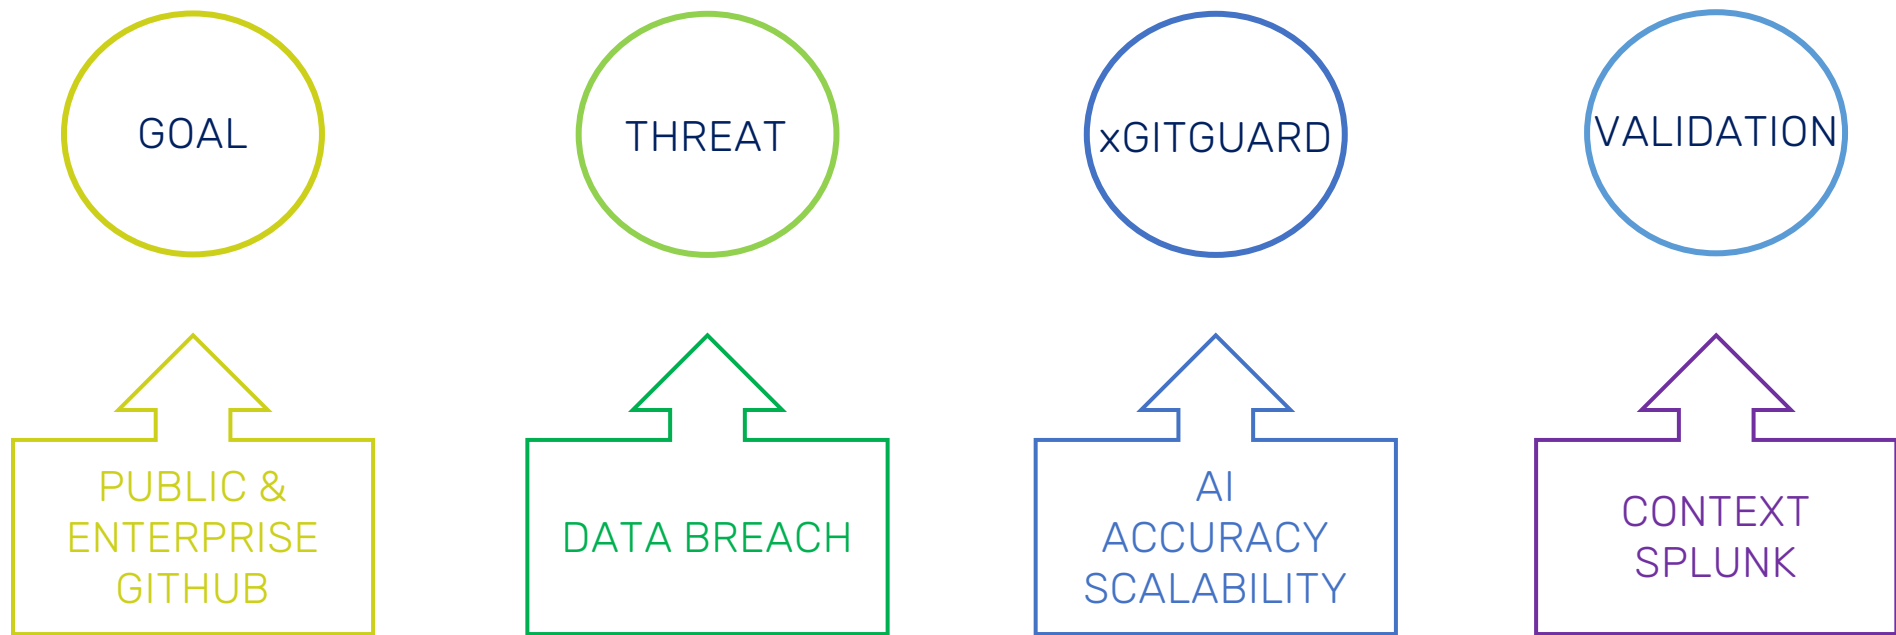 GOAL
THREAT
xGITGUARD
VALIDATION
PUBLIC &
ENTERPRISE
GITHUB
DATA BREACH
AI
ACCURACY
SCALABILITY
CONTEXT
SPLUNK